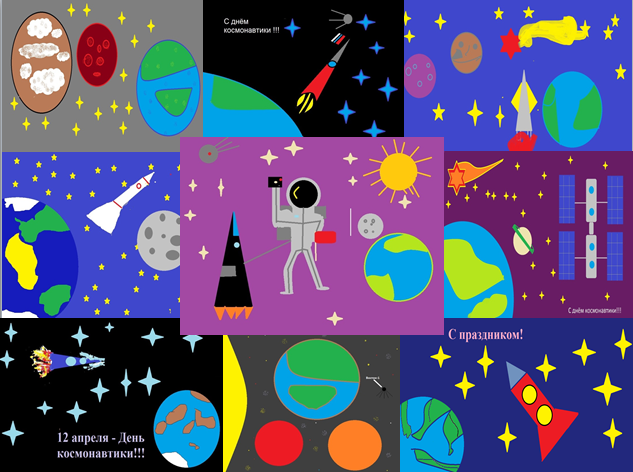 С днём
космонавтики !!!
С днём космонавтики!!!
12 апреля - День
космонавтики!!!
С праздником!